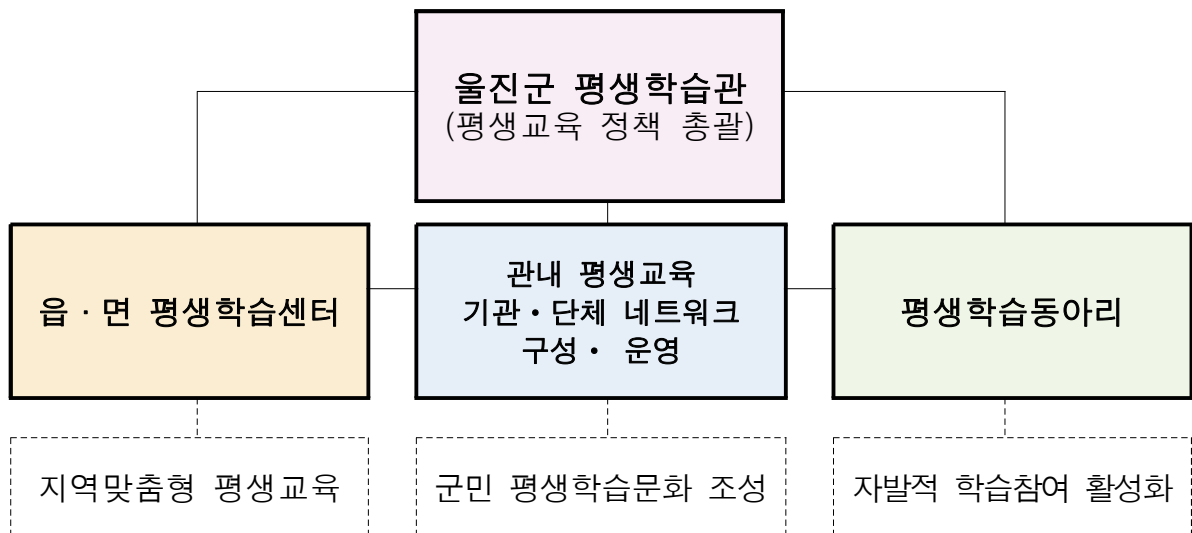 울진군 평생학습관
(평생교육 정책 총괄)
읍 · 면 평생학습센터
관내 평생교육
기관・단체 네트워크
구성・ 운영
평생학습동아리
지역맞춤형 평생교육
군민 평생학습문화 조성
자발적 학습참여 활성화